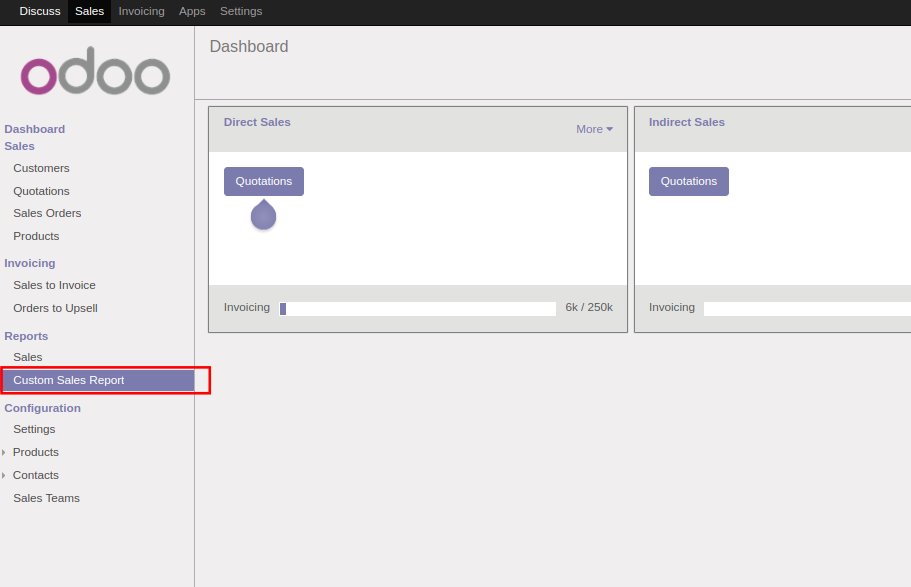 Discuss Sales Invoicing Apps Settings
odoo
Dashboard
Sales
Customers
Quotations
Sales Orders
Products
Invoicing
Sales to Invoice
Orders to Upsell
Reports
Sales
Custom Sales Report
Configuration
Settings
Products
Contacts
Sales Teams
Dashboard
Direct Sales
More
Quotations
Invoicing 6k / 250k
Indirect Sales
Quotations
Invoicing